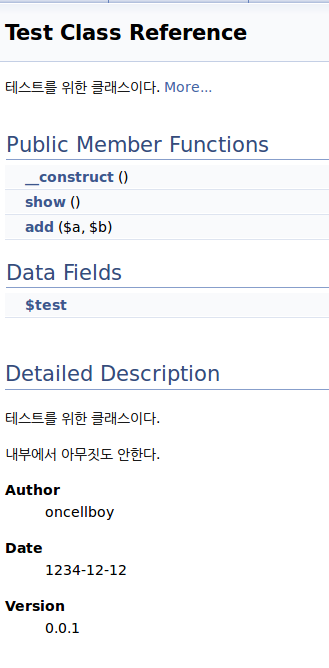 Test Class Reference
테스트를 위한 클래스이다. More...
Public Member Functions
__construct ()
show ()
add ($a, $b)
Data Fields
$test
Detailed Description
테스트를 위한 클래스이다.
내부에서 아무짓도 안한다.
Author
oncellboy
Date
1234-12-12
Version
0.0.1